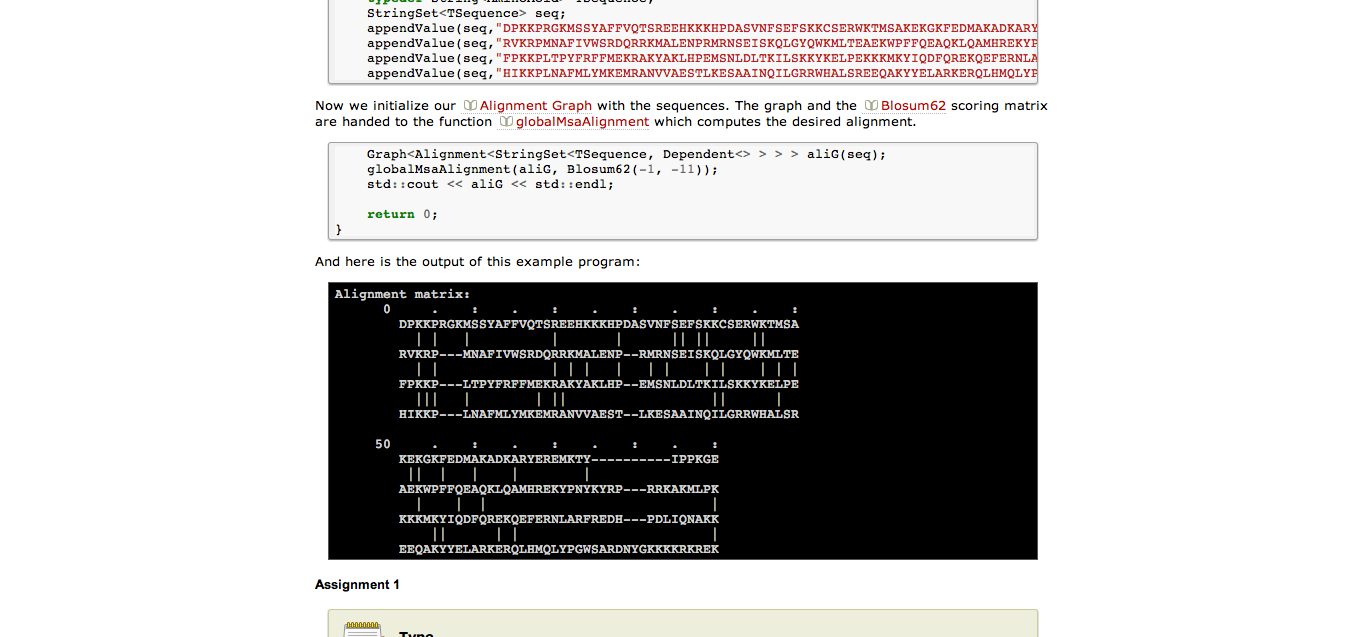 StringSet<TSequence> seq;
appendValue(seq,"DPKKPRGKMSSYAFFVQTSREEHKKKHPDASVNFSEFSKKCSERWKTMSAKEKGKFEDMAKADKARY
appendValue(seq,"RVKRPMNAFIVWSRDQRRKMALENPRMRNSEISKQLGYQWKMLTEAEKWPFFQEAQKLQAMHREKYP
appendValue(seq,"FPKKPLTPYFRFFMEKRAKYAKLHPEMSNLDLTKILSKKYKELPEKKKMKYIQDFQREKQEFERNLA
appendValue(seq,"HIKKPLNAFMLYMKEMRANVVAESTLKESAAINQILGRRWHALSREEQAKYYELARKERQLHMQLYP
Now we initialize our Alignment Graph with the sequences. The graph and the Blosum62 scoring matrix
are handed to the function globalMsaAlignment which computes the desired alignment.
Graph<Alignment<StringSet<TSequence, Dependent<> > > > aliG(seq);
globalMsaAlignment(aliG, Blosum62(-1, -11));
std::cout << aliG << std::endl;
return 0;
}
And here is the output of this example program:
Alignment matrix:
0 . : . : . : . : . :
DPKKPRGKMSSYAFFVQTSREEHKKKHPDASVNFSEFSKKCSERWKTMSA
| | | | | || || ||
RVKRP---MNAFIVWSRDQRRKMALENP--RMRNSEISKQLGYQWKMLTE
| | | | | | | | | | | | |
FPKKP---LTPYFRFFMEKRAKYAKLHP--EMSNLDLTKILSKKYKELPE
||| | | || || |
HIKKP---LNAFMLYMKEMRANVVAEST--LKESAAINQILGRRWHALSR
50 . : . : . : . :
KEKGKFEDMAKADKARYEREMKTY----------IPPKGE
|| | | | |
AEKWPFFQEAQKLQAMHREKYPNYKYRP---RRKAKMLPK
| | | |
KKKMKYIQDFQREKQEFERNLARFREDH---PDLIQNAKK
|| | | |
EEQAKYYELARKERQLHMQLYPGWSARDNYGKKKKRKREK
Assignment 1